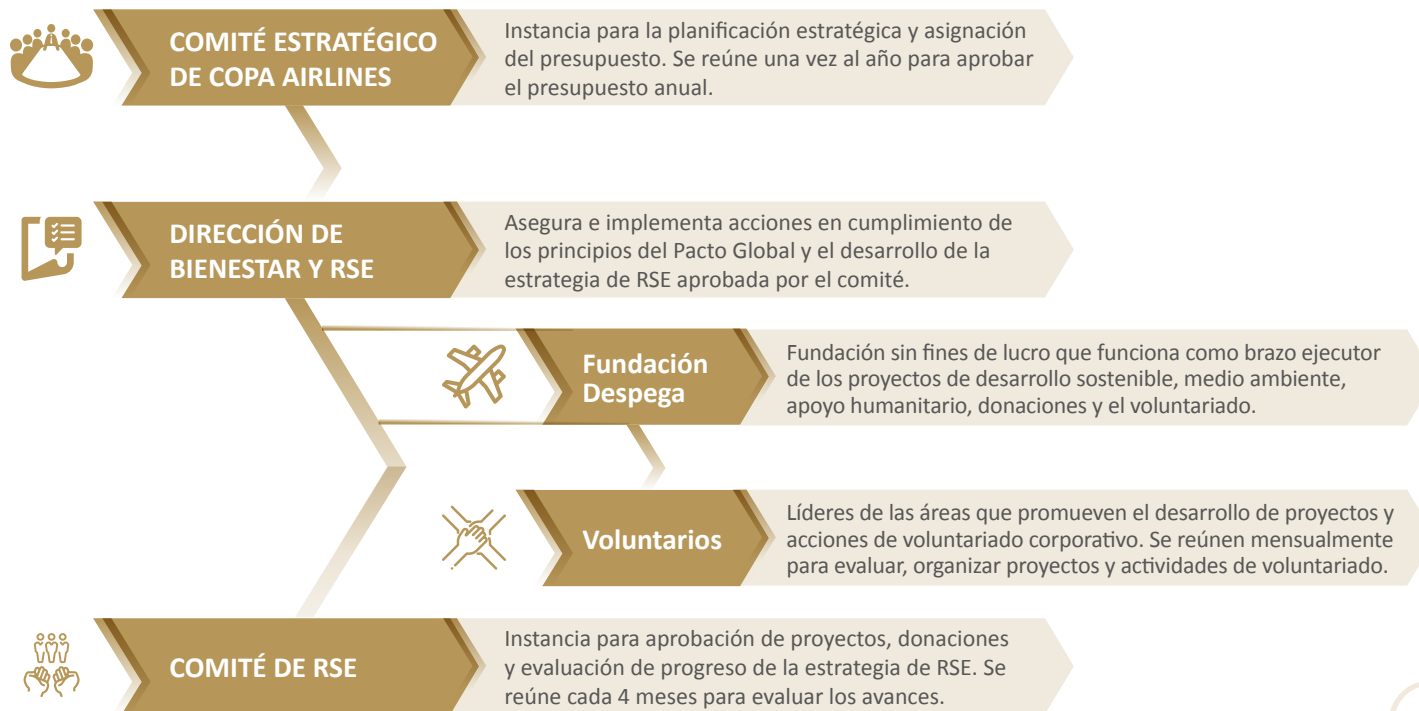 COMITÉ ESTRATÉGICO
DE COPA AIRLINES
Instancia para la planificación estratégica y asignación
del presupuesto. Se reúne una vez al año para aprobar
el presupuesto anual.
DIRECCIÓN DE
BIENESTAR Y RSE
Asegura e implementa acciones en cumplimiento de
los principios del Pacto Global y el desarrollo de la
estrategia de RSE aprobada por el comité.
Fundación
Despega
Fundación sin fines de lucro que funciona como brazo ejecutor
de los proyectos de desarrollo sostenible, medio ambiente,
apoyo humanitario, donaciones y el voluntariado.
Voluntarios
Líderes de las áreas que promueven el desarrollo de proyectos y
acciones de voluntariado corporativo. Se reúnen mensualmente
para evaluar, organizar proyectos y actividades de voluntariado.
COMITÉ DE RSE
Instancia para aprobación de proyectos, donaciones
y evaluación de progreso de la estrategia de RSE. Se
reúne cada 4 meses para evaluar los avances.